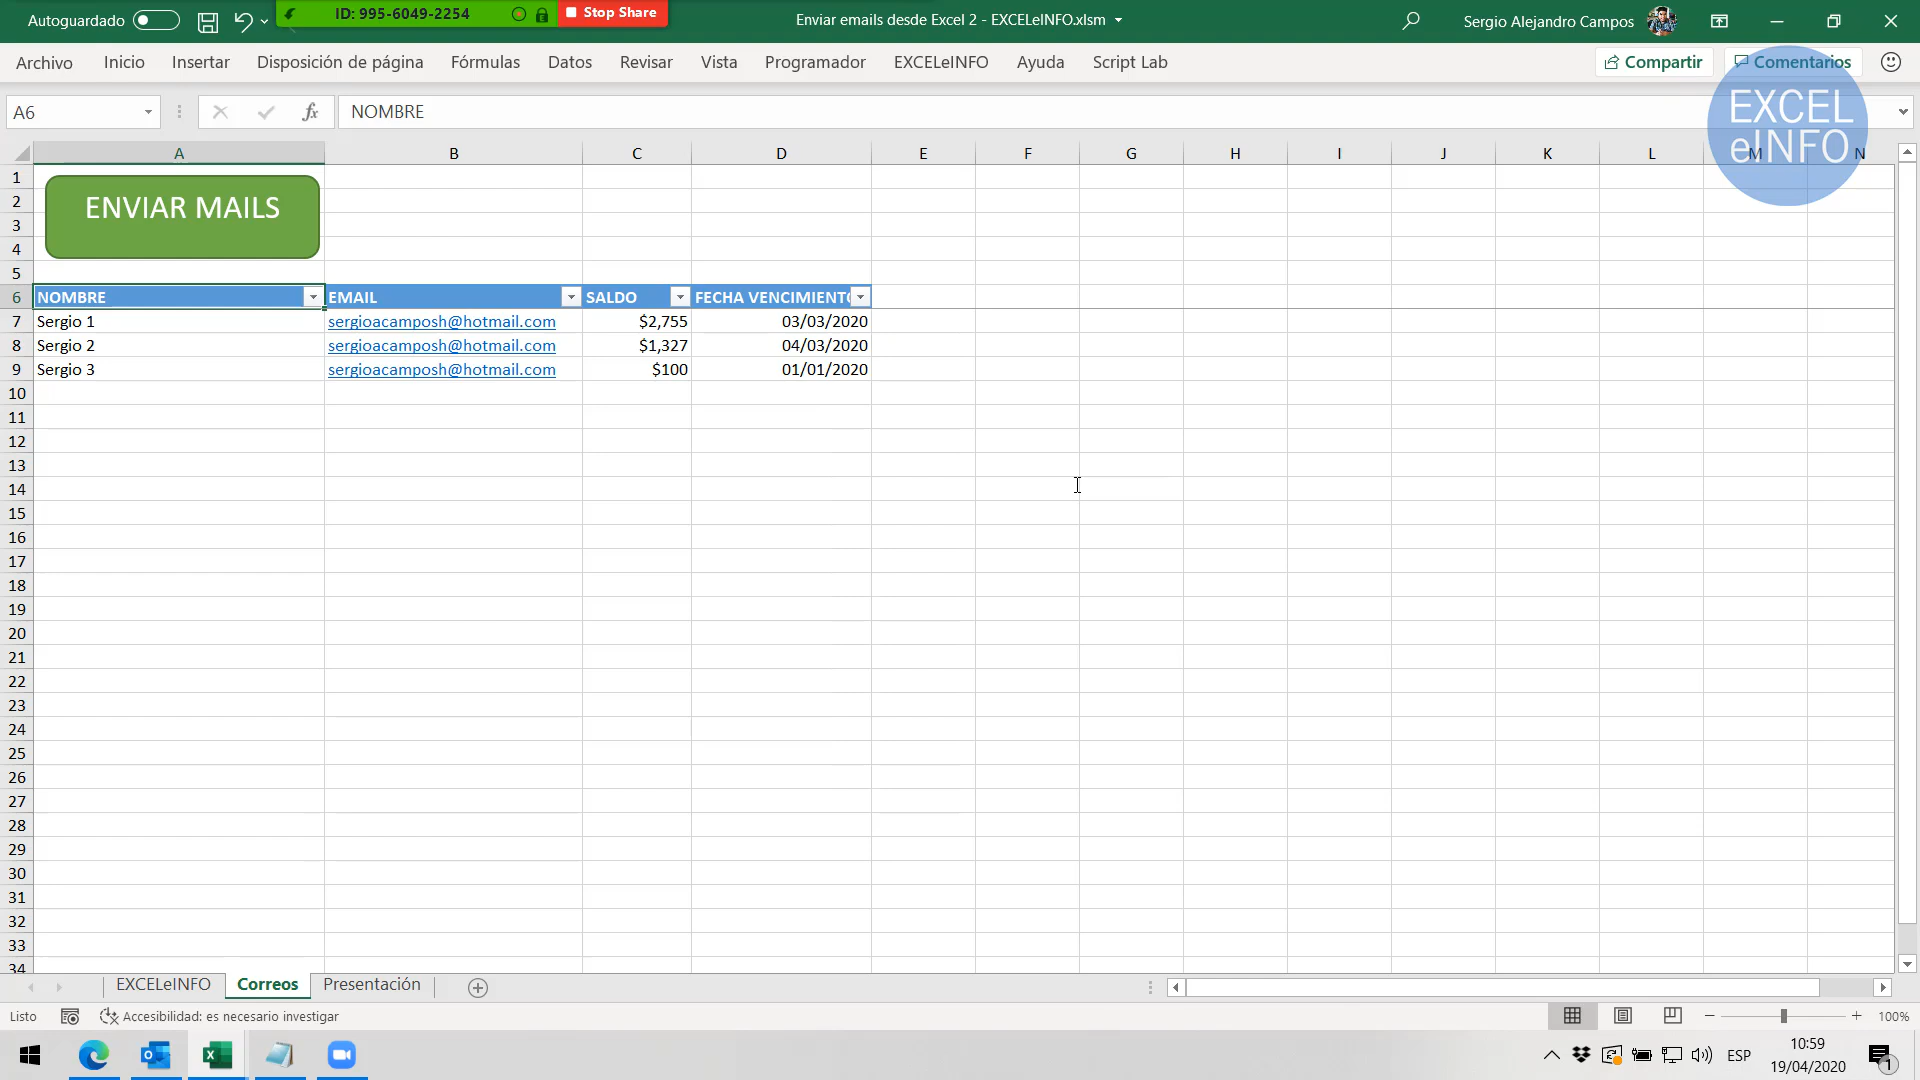 Autoguardado
ID: 995-6049-2254
Stop Share
Enviar emails desde Excel 2 - EXCELeINFO.xlsm
Sergio Alejandro Campos
Archivo Inicio Insertar Disposición de página Fórmulas Datos Revisar Vista Programador EXCELeINFO Ayuda Script Lab Compartir Comentarios
A6 fx NOMBRE
EXCEL
eINFO
A B C D E F G H I J K L M N
1
2
3
4
ENVIAR MAILS
5
6 NOMBRE EMAIL SALDO FECHA VENCIMIENTO
7 Sergio 1 sergioacamposh@hotmail.com $2,755 03/03/2020
8 Sergio 2 sergioacamposh@hotmail.com $1,327 04/03/2020
9 Sergio 3 sergioacamposh@hotmail.com $100 01/01/2020
10
11
12
13
14
15
16
17
18
19
20
21
22
23
24
25
26
27
28
29
30
31
32
33
34
EXCELeINFO Correos Presentación
Listo Accesibilidad: es necesario investigar 100%
ESP 10:59
19/04/2020
1